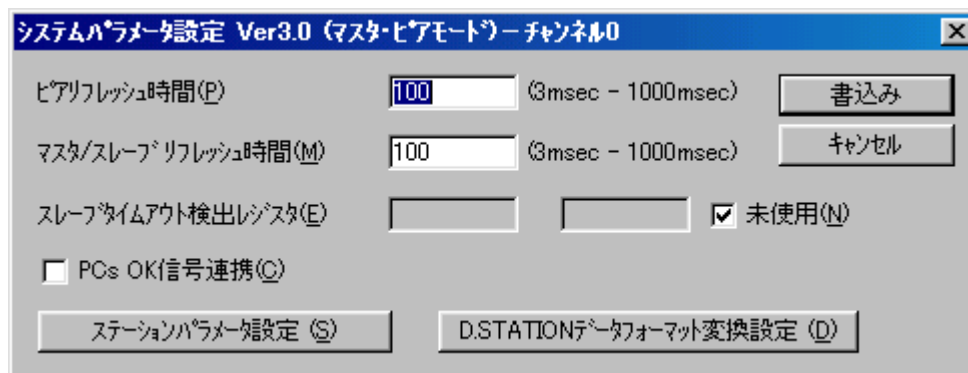 システムパラメータ設定 Ver3.0 (マスタ・ピアモード) － チャンネル0
ピアリフレッシュ時間(P) 100 (3msec - 1000msec) 書込み
マスタ/スレーブリフレッシュ時間(M) 100 (3msec - 1000msec) キャンセル
スレーブタイムアウト検出レジスタ(E) 未使用(N)
PCs OK信号連携(C)
ステーションパラメータ設定 (S) D.STATIONデータフォーマット変換設定 (D)